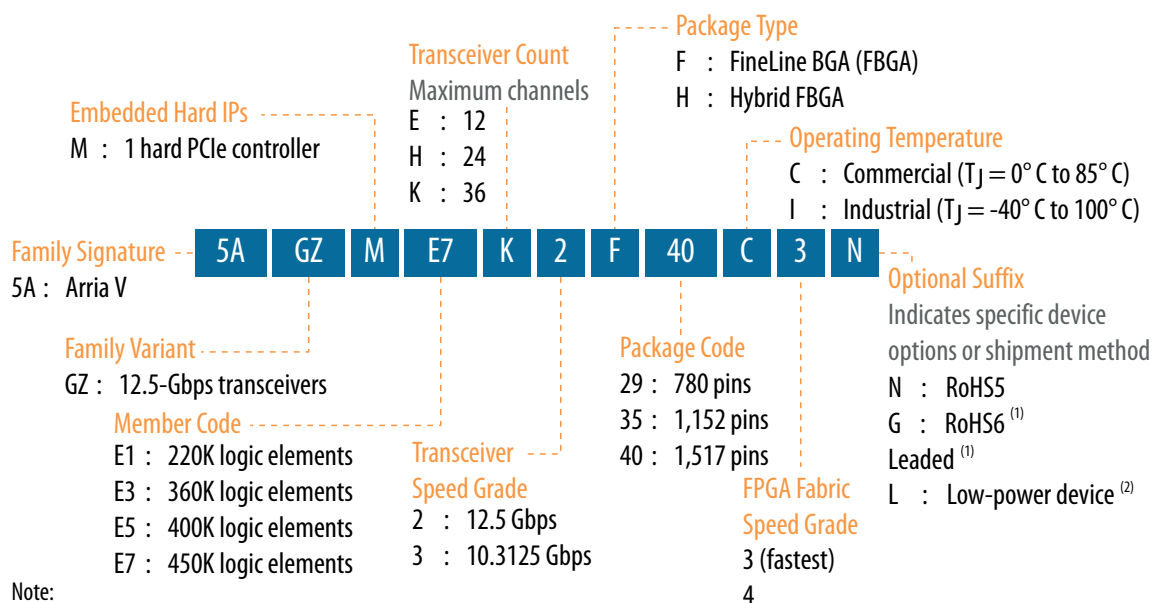 Package Type
F : FineLine BGA (FBGA)
H : Hybrid FBGA
Transceiver Count
Maximum channels
E : 12
H : 24
K : 36
Embedded Hard IPs
M : 1 hard PCIe controller
Operating Temperature
C : Commercial (TJ = 0° C to 85° C)
I : Industrial (TJ = -40° C to 100° C)
Family Signature
5A : Arria V
5A GZ M E7 K 2 F 40 C 3 N
Optional Suffix
Indicates specific device
options or shipment method
N : RoHS5
G : RoHS6 (1)
Leaded (1)
L : Low-power device (2)
Family Variant
GZ : 12.5-Gbps transceivers
Member Code
E1 : 220K logic elements
E3 : 360K logic elements
E5 : 400K logic elements
E7 : 450K logic elements
Transceiver
Speed Grade
2 : 12.5 Gbps
3 : 10.3125 Gbps
Package Code
29 : 780 pins
35 : 1,152 pins
40 : 1,517 pins
FPGA Fabric
Speed Grade
3 (fastest)
4
Note: